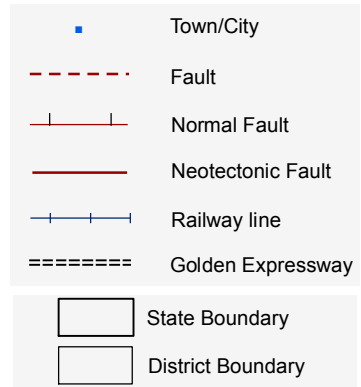 Town/City
Fault
Normal Fault
Neotectonic Fault
Railway line
Golden Expressway
State Boundary
District Boundary